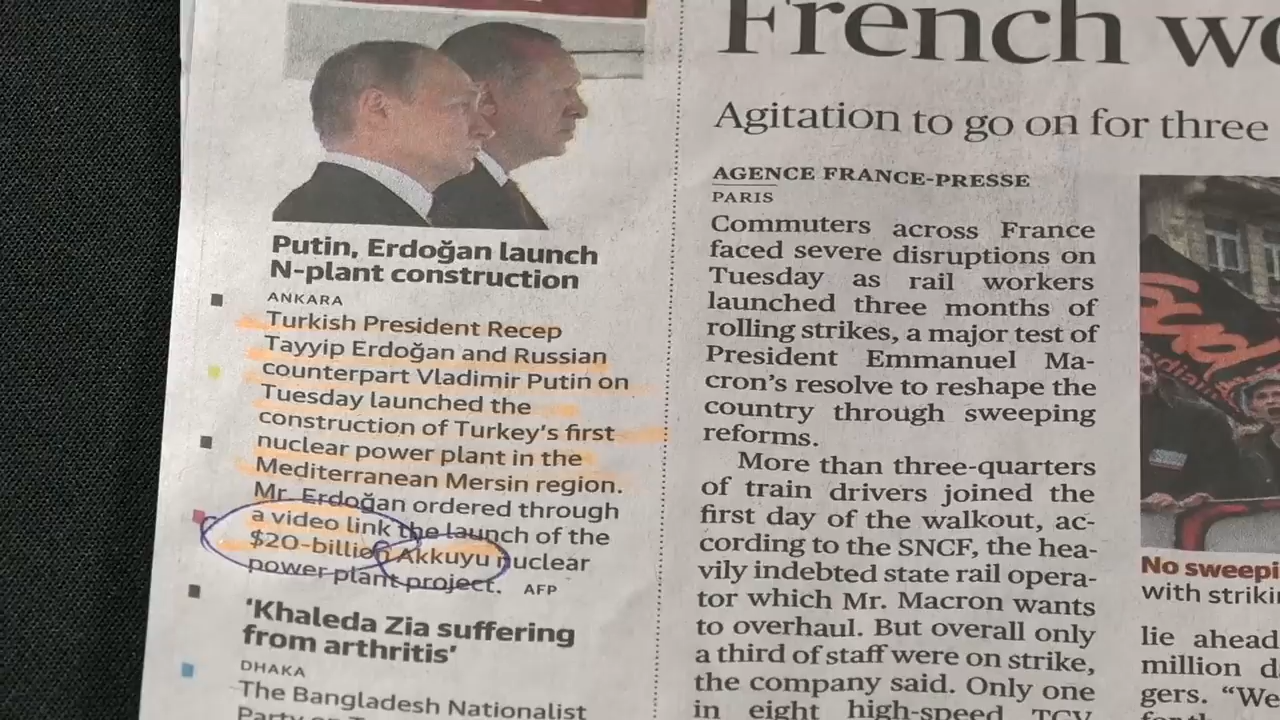 Putin, Erdoğan launch
N-plant construction
ANKARA
Turkish President Recep
Tayyip Erdoğan and Russian
counterpart Vladimir Putin on
Tuesday launched the
construction of Turkey's first
nuclear power plant in the
Mediterranean Mersin region.
Mr. Erdoğan ordered through
a video link the launch of the
$20-billion Akkuyu nuclear
power plant project. AFP
'Khaleda Zia suffering
from arthritis'
DHAKA
The Bangladesh Nationalist
French
Agitation to go on for three
AGENCE FRANCE-PRESSE
PARIS
Commuters across France
faced severe disruptions on
Tuesday as rail workers
launched three months of
rolling strikes, a major test of
President Emmanuel Ma-
cron's resolve to reshape the
country through sweeping
reforms.
More than three-quarters
of train drivers joined the
first day of the walkout, ac-
cording to the SNCF, the hea-
vily indebted state rail opera-
tor which Mr. Macron wants
to overhaul. But overall only
a third of staff were on strike,
the company said. Only one
in eight high-speed TGV
No
with
lie ahead
million
gers. "We